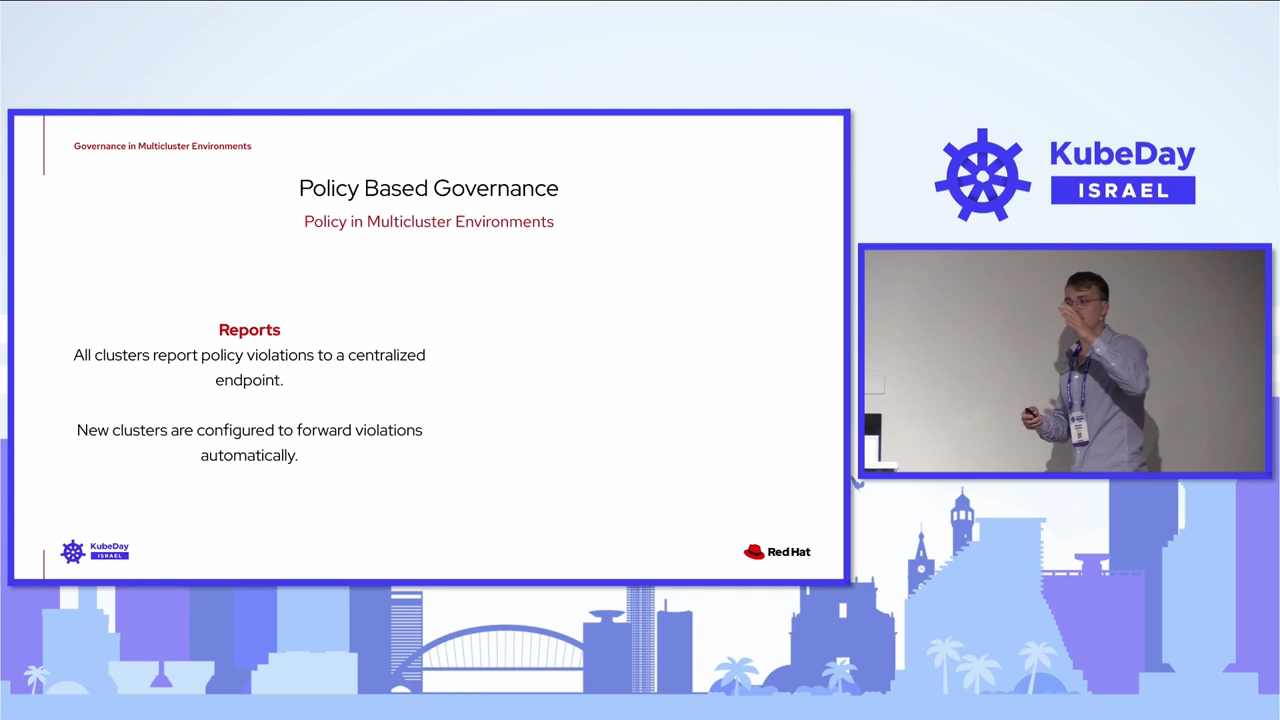 Governance in Multicluster Environments
Policy Based Governance
Policy in Multicluster Environments
Reports
All clusters report policy violations to a centralized
endpoint.
New clusters are configured to forward violations
automatically.
KubeDay
ISRAEL
Red Hat
KubeDay
ISRAEL